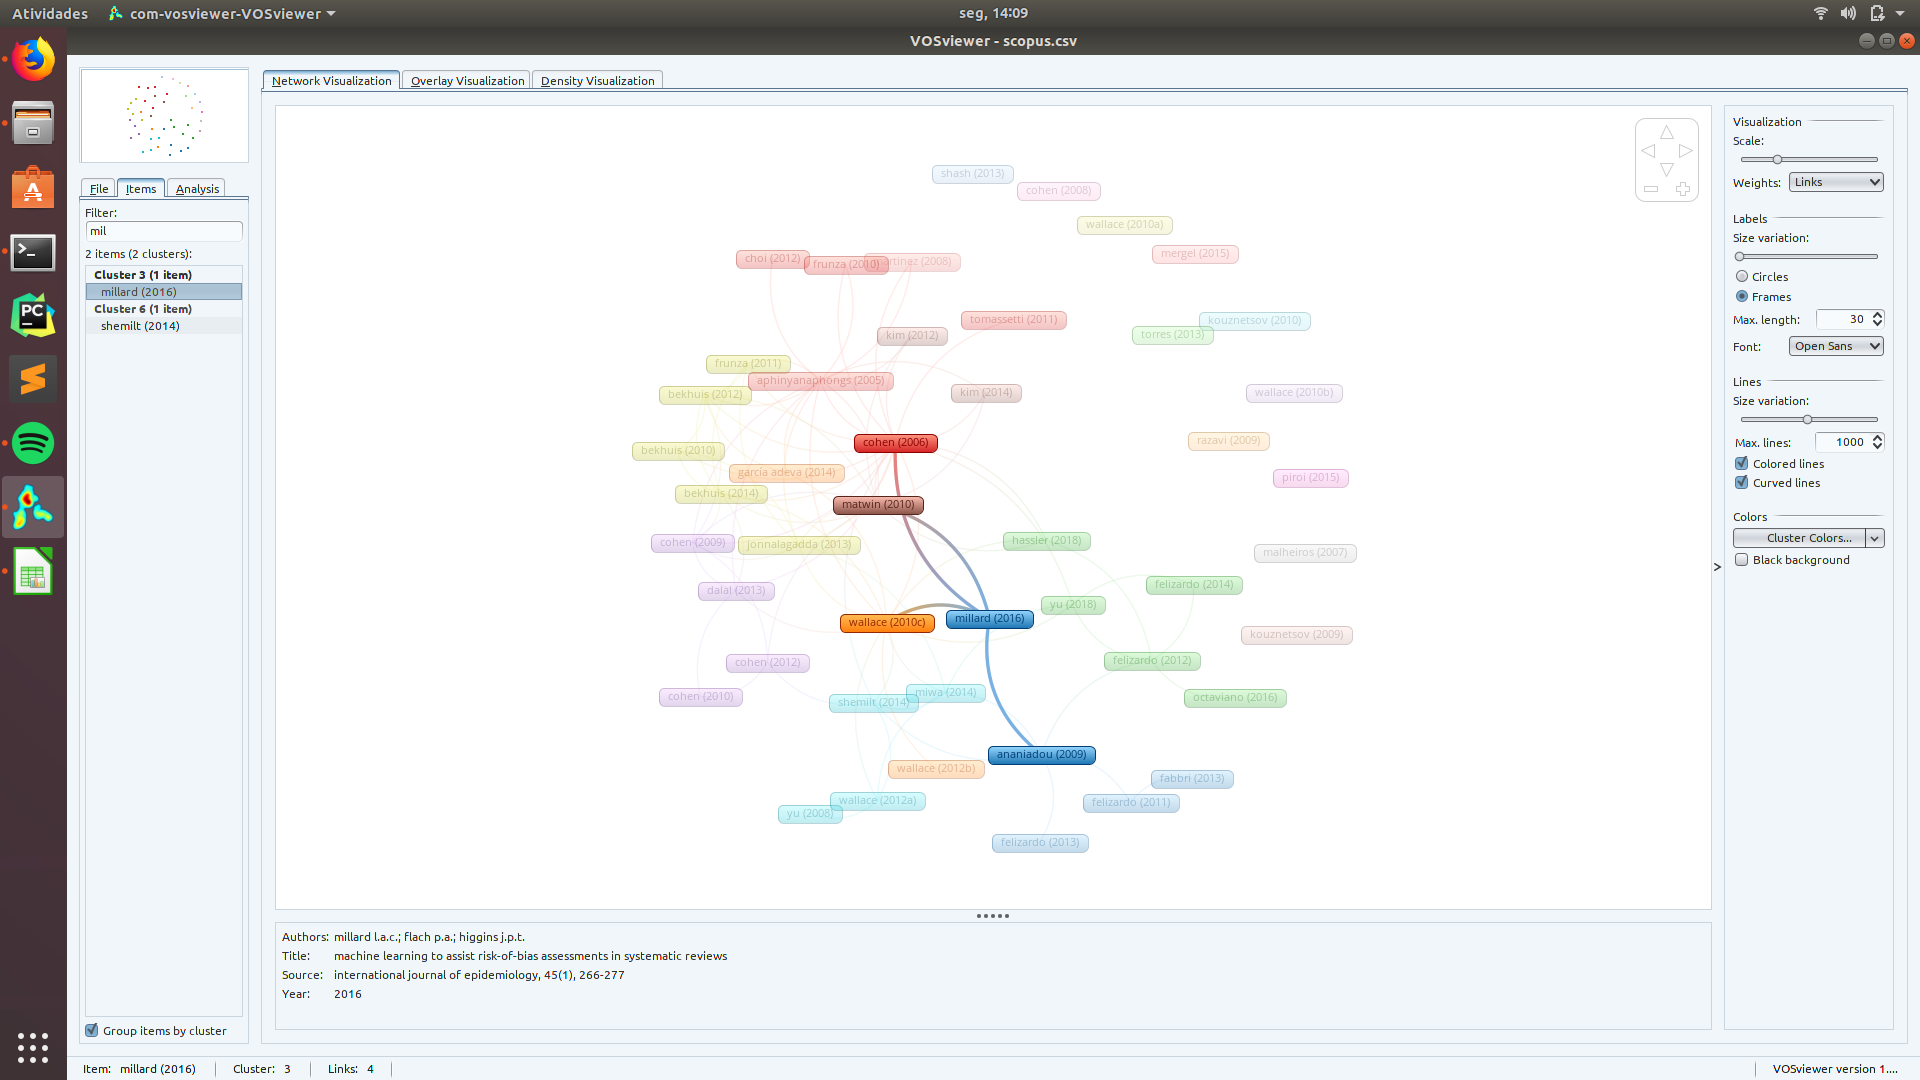 Atividades com-vosviewer-VOSviewer seg, 14:09
VOSviewer - scopus.csv
Network Visualization Overlay Visualization Density Visualization
File Items Analysis
Filter:
mil
2 items (2 clusters):
Cluster 3 (1 item)
millard (2016)
Cluster 6 (1 item)
shemilt (2014)
Group items by cluster
shash (2013)
cohen (2008)
wallace (2010a)
mergel (2015)
choi (2012)
frunza (2010)
martinez (2008)
tomassetti (2011)
kouznetsov (2010)
torres (2013)
kim (2012)
frunza (2011)
aphinyanaphongs (2005)
bekhuis (2012)
kim (2014)
wallace (2010b)
cohen (2006)
razavi (2009)
bekhuis (2010)
garcía adeva (2014)
piroi (2015)
bekhuis (2014)
matwin (2010)
cohen (2009)
jonnalagadda (2013)
hassler (2018)
malheiros (2007)
dalal (2013)
felizardo (2014)
yu (2018)
wallace (2010c)
millard (2016)
kouznetsov (2009)
cohen (2012)
felizardo (2012)
cohen (2010)
shemilt (2014)
miwa (2014)
octaviano (2016)
ananiadou (2009)
wallace (2012b)
fabbri (2013)
wallace (2012a)
felizardo (2011)
yu (2008)
felizardo (2013)
Visualization
Scale:
Weights: Links
Labels
Size variation:
Circles
Frames
Max. length: 30
Font: Open Sans
Lines
Size variation:
Max. lines: 1000
Colored lines
Curved lines
Colors
Cluster Colors...
Black background
>
Authors: millard l.a.c.; flach p.a.; higgins j.p.t.
Title: machine learning to assist risk-of-bias assessments in systematic reviews
Source: international journal of epidemiology, 45(1), 266-277
Year: 2016
Item: millard (2016) Cluster: 3 Links: 4 VOSviewer version 1....